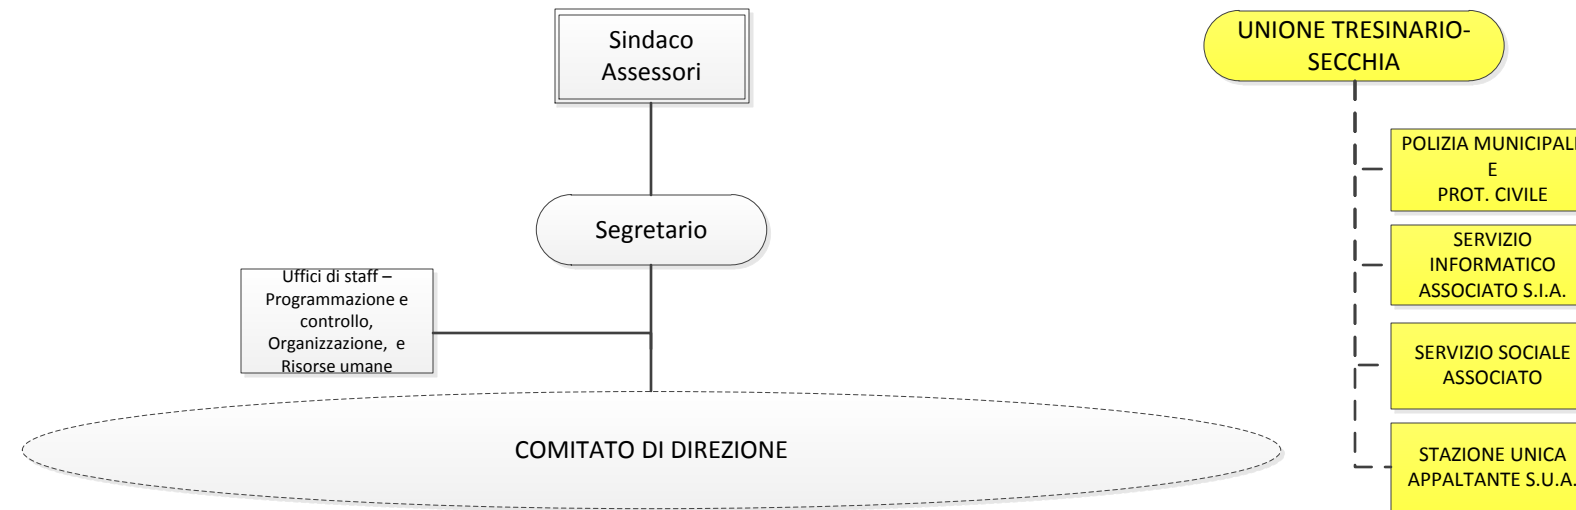 Sindaco
Assessori
Segretario
Uffici di staff –
Programmazione e
controllo,
Organizzazione, e
Risorse umane
COMITATO DI DIREZIONE
UNIONE TRESINARIO-
SECCHIA
POLIZIA MUNICIPALE
E
PROT. CIVILE
SERVIZIO
INFORMATICO
ASSOCIATO S.I.A.
SERVIZIO SOCIALE
ASSOCIATO
STAZIONE UNICA
APPALTANTE S.U.A.